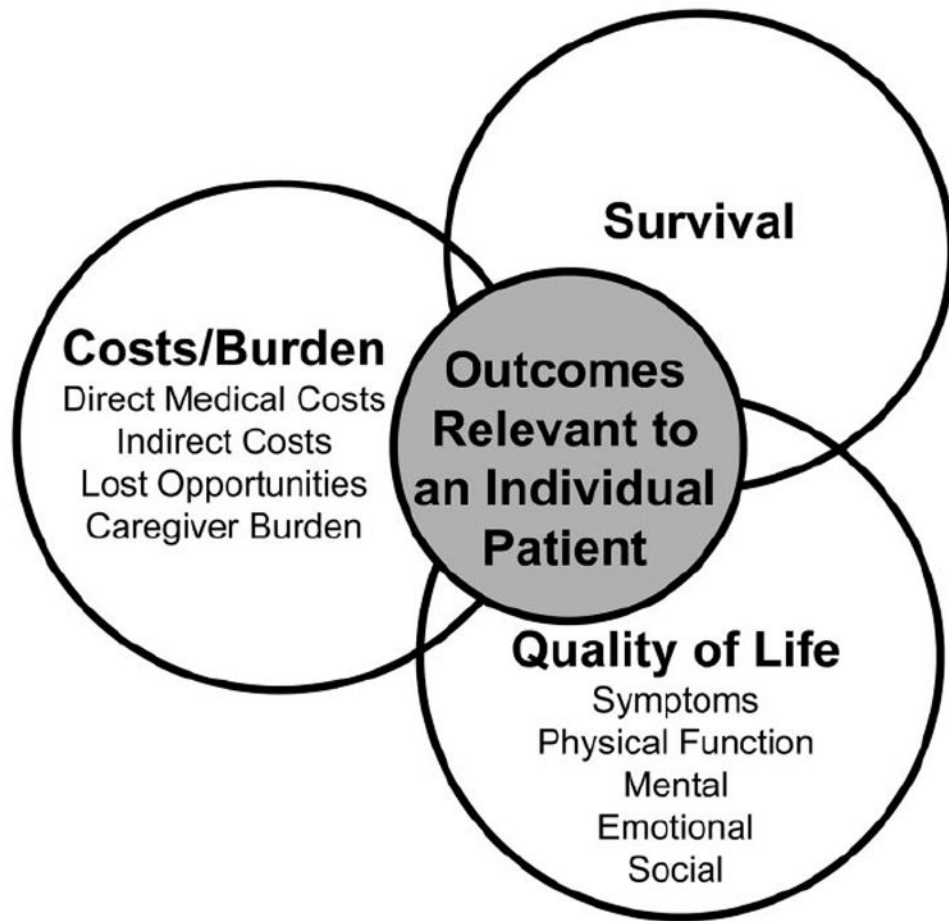 Survival
Costs/Burden
Direct Medical Costs
Indirect Costs
Lost Opportunities
Caregiver Burden
Outcomes
Relevant to
an Individual
Patient
Quality of Life
Symptoms
Physical Function
Mental
Emotional
Social